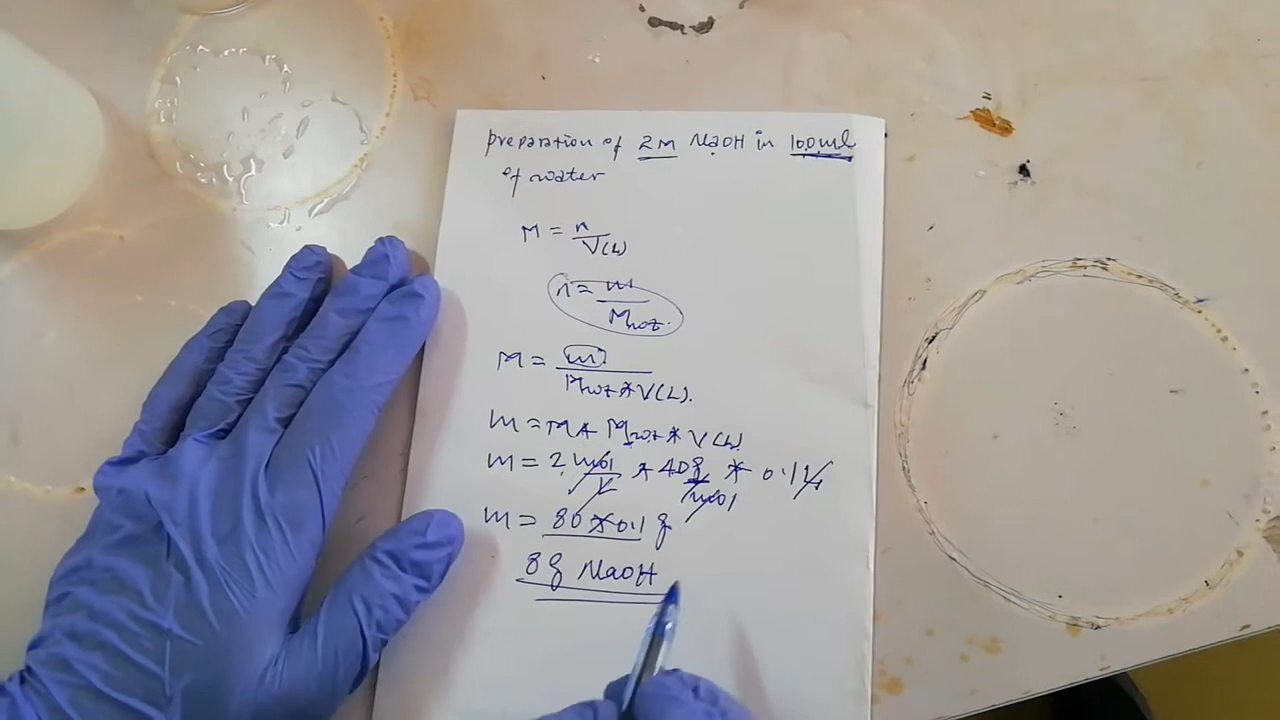 preparation of 2M NaOH in 100ml
of water
M = n / V(L)
n = m / Mwt.
M = m / Mwt * V(L).
m = M * Mwt * V(L)
m = 2 mol/L * 40g/mol * 0.1L
m = 80 * 0.1 g
8g NaOH